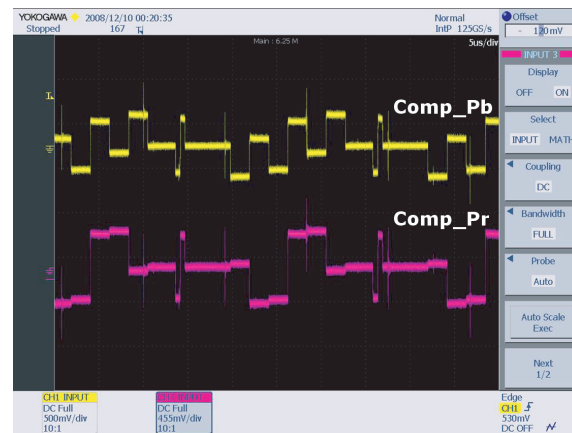 YOKOGAWA 2008/12/10 00:20:35
Stopped 167
Normal
IntP 125GS/s
Main : 6.25 M
5us/div
Comp_Pb
Comp_Pr
Offset
- 120mV
INPUT 3
Display
OFF ON
Select
INPUT MATH
Coupling
DC
Bandwidth
FULL
Probe
Auto
Auto Scale
Exec
Next
1/2
CH1 INPUT
DC Full
500mV/div
10:1
DC Full
455mV/div
10:1
Edge
CH1
530mV
DC OFF